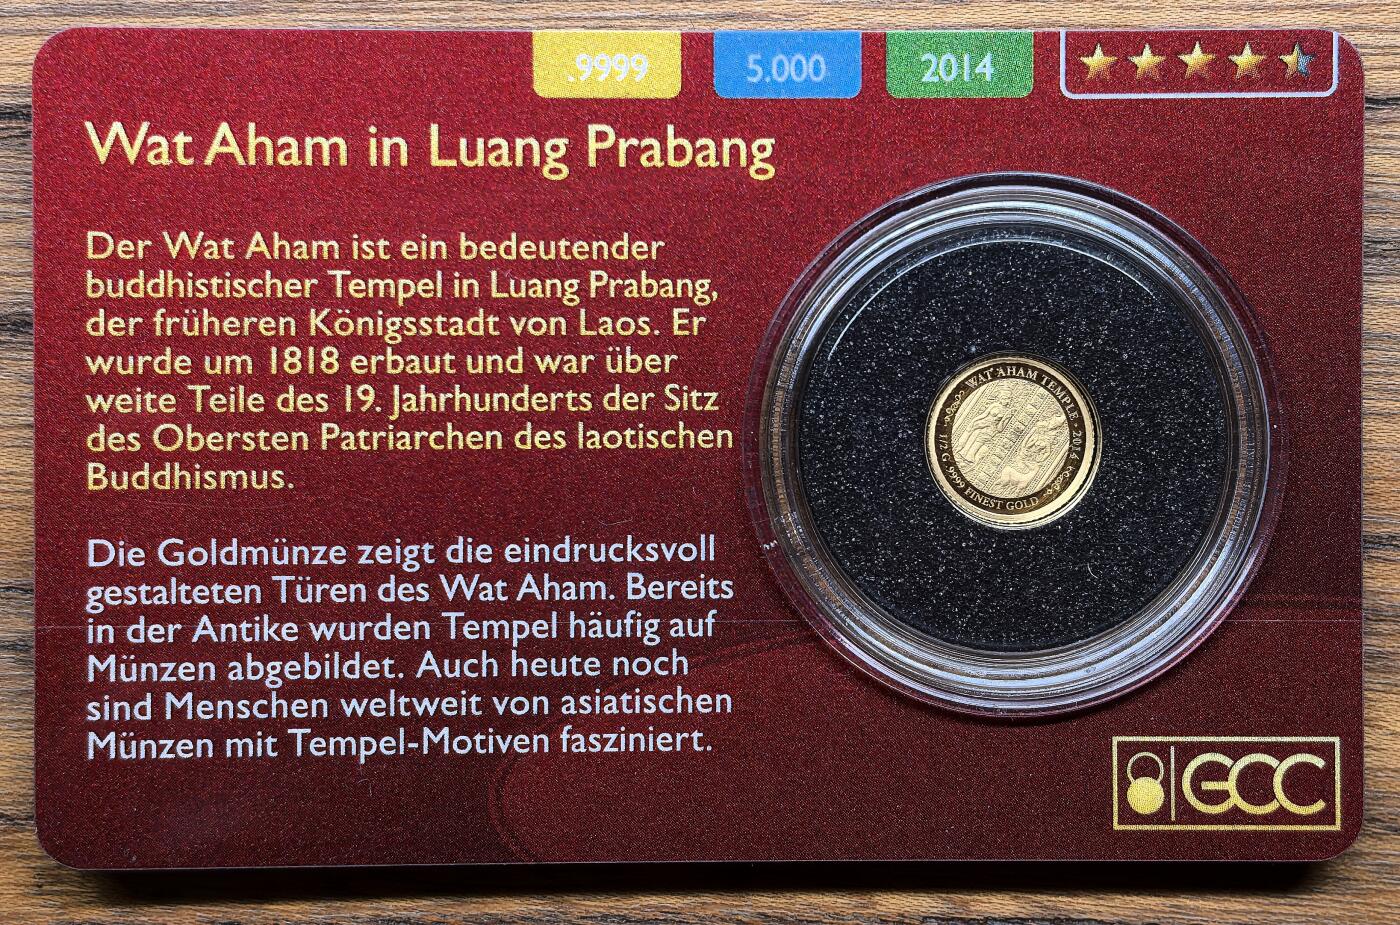 .9999
5.000
2014
Wat Aham in Luang Prabang
Der Wat Aham ist ein bedeutender
buddhistischer Tempel in Luang Prabang,
der früheren Königsstadt von Laos. Er
wurde um 1818 erbaut und war über
weite Teile des 19. Jahrhunderts der Sitz
des Obersten Patriarchen des laotischen
Buddhismus.
Die Goldmünze zeigt die eindrucksvoll
gestalteten Türen des Wat Aham. Bereits
in der Antike wurden Tempel häufig auf
Münzen abgebildet. Auch heute noch
sind Menschen weltweit von asiatischen
Münzen mit Tempel-Motiven fasziniert.
WAT AHAM TEMPLE • 2014
1/2 G .9999 FINEST GOLD
GCC